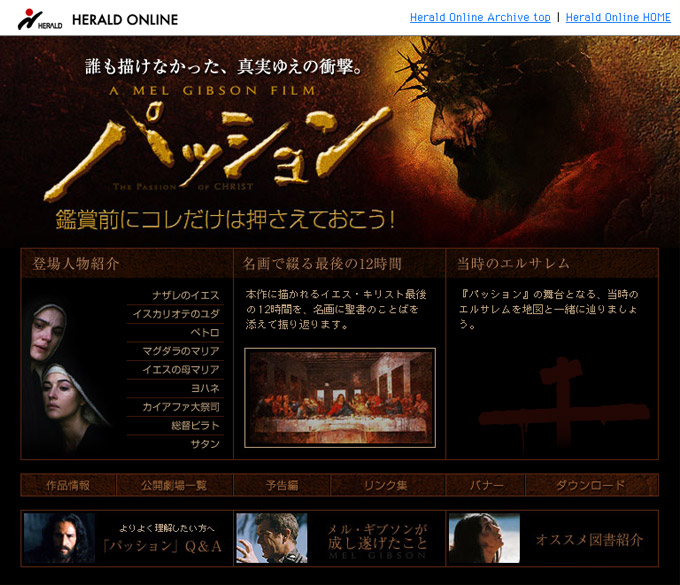 HERALD
HERALD ONLINE
Herald Online Archive top | Herald Online HOME
誰も描けなかった、真実ゆえの衝撃。
A MEL GIBSON FILM
パッション
THE PASSION OF CHRIST
鑑賞前にコレだけは押さえておこう!
登場人物紹介
ナザレのイエス
イスカリオテのユダ
ペトロ
マグダラのマリア
イエスの母マリア
ヨハネ
カイアファ大祭司
総督ピラト
サタン
名画で綴る最後の12時間
本作に描かれるイエス・キリスト最後
の12時間を、名画に聖書のことばを
添えて振り返ります。
当時のエルサレム
『パッション』の舞台となる、当時の
エルサレムを地図と一緒に辿りましょ
う。
作品情報
公開劇場一覧
予告編
リンク集
バナー
ダウンロード
よりよく理解したい方へ
「パッション」Q&A
メル・ギブソンが
成し遂げたこと
MEL GIBSON
オススメ図書紹介